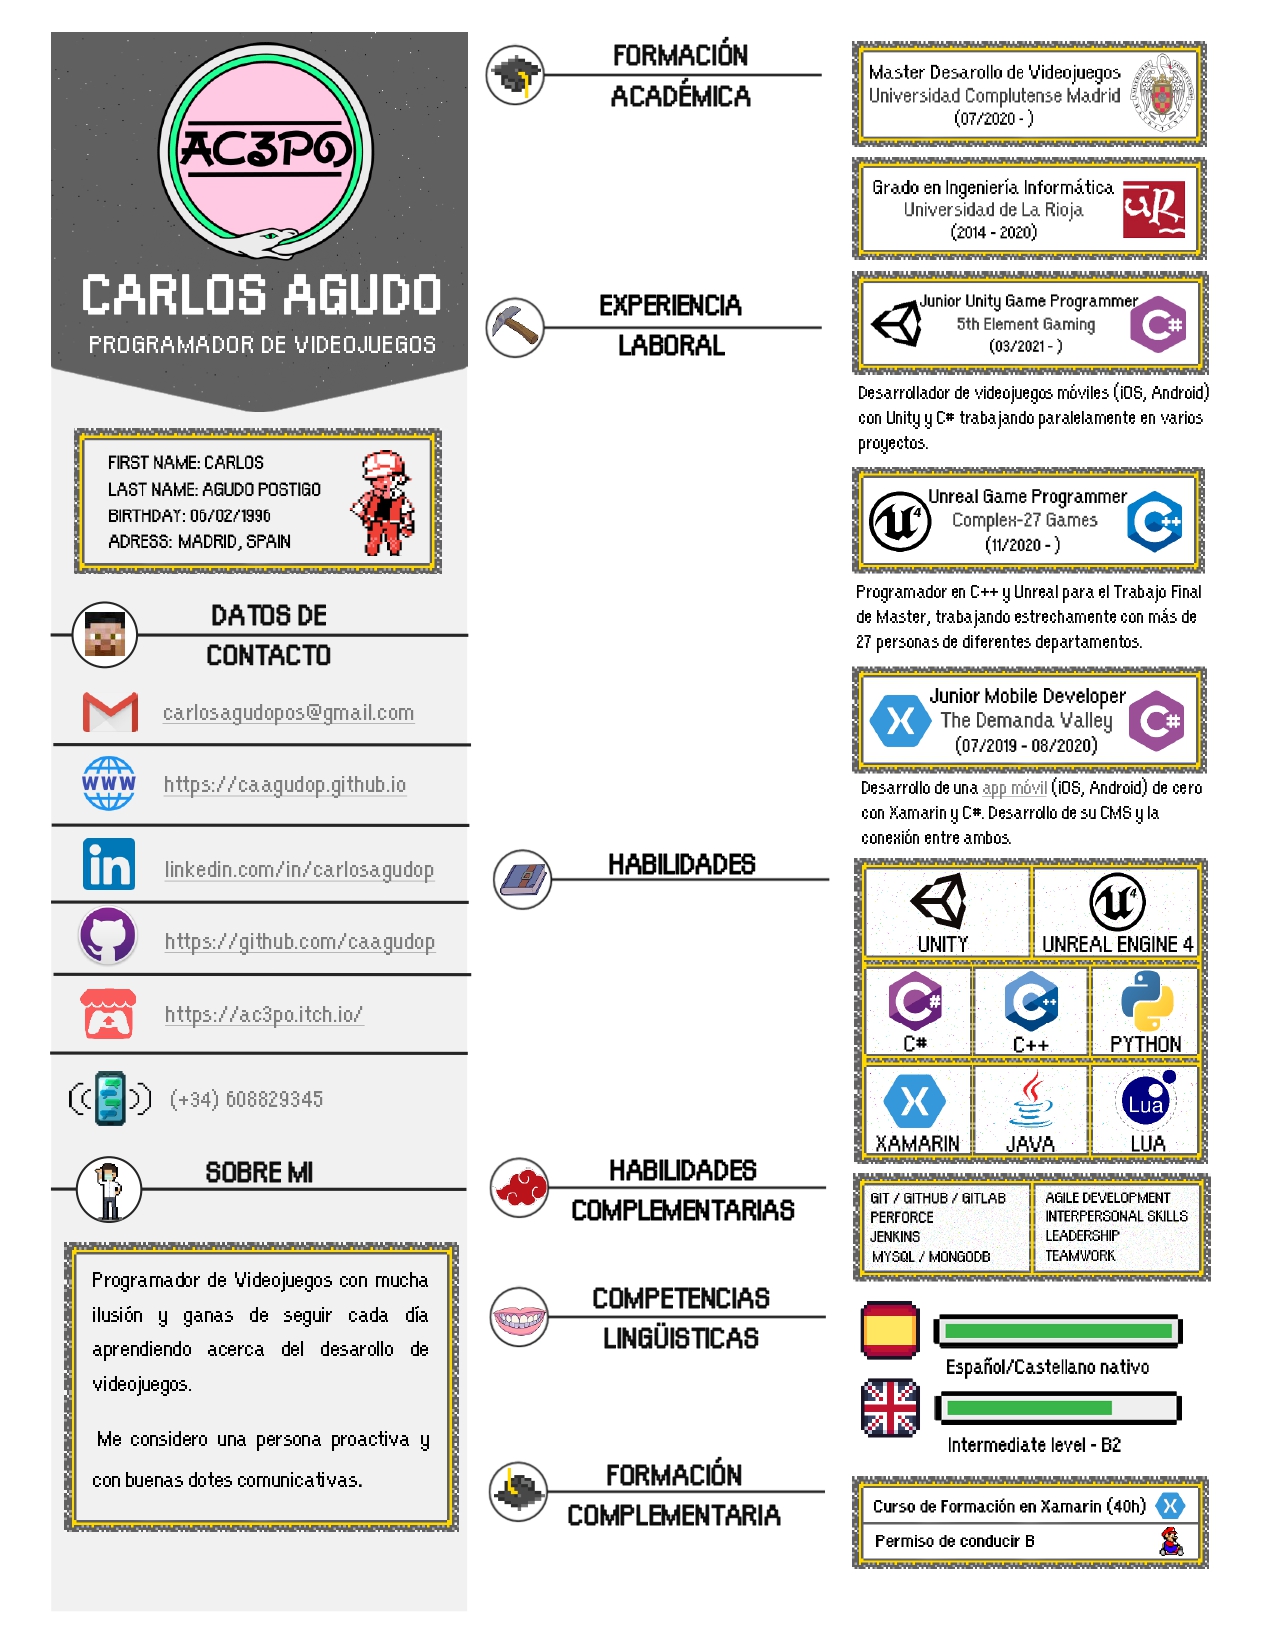 AC3PO
CARLOS AGUDO
PROGRAMADOR DE VIDEOJUEGOS
FIRST NAME: CARLOS
LAST NAME: AGUDO POSTIGO
BIRTHDAY: 06/02/1996
ADRESS: MADRID, SPAIN
DATOS DE
CONTACTO
carlosagudopos@gmail.com
WWW
https://caagudop.github.io
in
linkedin.com/in/carlosagudop
https://github.com/caagudop
https://ac3po.itch.io/
(+34) 608829345
SOBRE MI
Programador de Videojuegos con mucha
ilusión y ganas de seguir cada día
aprendiendo acerca del desarollo de
videojuegos.
Me considero una persona proactiva y
con buenas dotes comunicativas.
FORMACIÓN
ACADÉMICA
Master Desarollo de Videojuegos
Universidad Complutense Madrid
(07/2020 - )
Grado en Ingeniería Informática
Universidad de La Rioja
(2014 - 2020)
UR
EXPERIENCIA
LABORAL
Junior Unity Game Programmer
5th Element Gaming
(03/2021 - )
C#
Desarrollador de videojuegos móviles (iOS, Android)
con Unity y C# trabajando paralelamente en varios
proyectos.
U4
Unreal Game Programmer
Complex-27 Games
(11/2020 - )
C++
Programador en C++ y Unreal para el Trabajo Final
de Master, trabajando estrechamente con más de
27 personas de diferentes departamentos.
X
Junior Mobile Developer
The Demanda Valley
(07/2019 - 08/2020)
C#
Desarrollo de una app móvil (iOS, Android) de cero
con Xamarin y C#. Desarrollo de su CMS y la
conexión entre ambos.
HABILIDADES
U4
UNITY
UNREAL ENGINE 4
C#
C++
C#
C++
PYTHON
X
Lua
XAMARIN
JAVA
LUA
HABILIDADES
COMPLEMENTARIAS
GIT / GITHUB / GITLAB
PERFORCE
JENKINS
MYSQL / MONGODB
AGILE DEVELOPMENT
INTERPERSONAL SKILLS
LEADERSHIP
TEAMWORK
COMPETENCIAS
LINGÜISTICAS
Español/Castellano nativo
Intermediate level - B2
FORMACIÓN
COMPLEMENTARIA
Curso de Formación en Xamarin (40h)
X
Permiso de conducir B